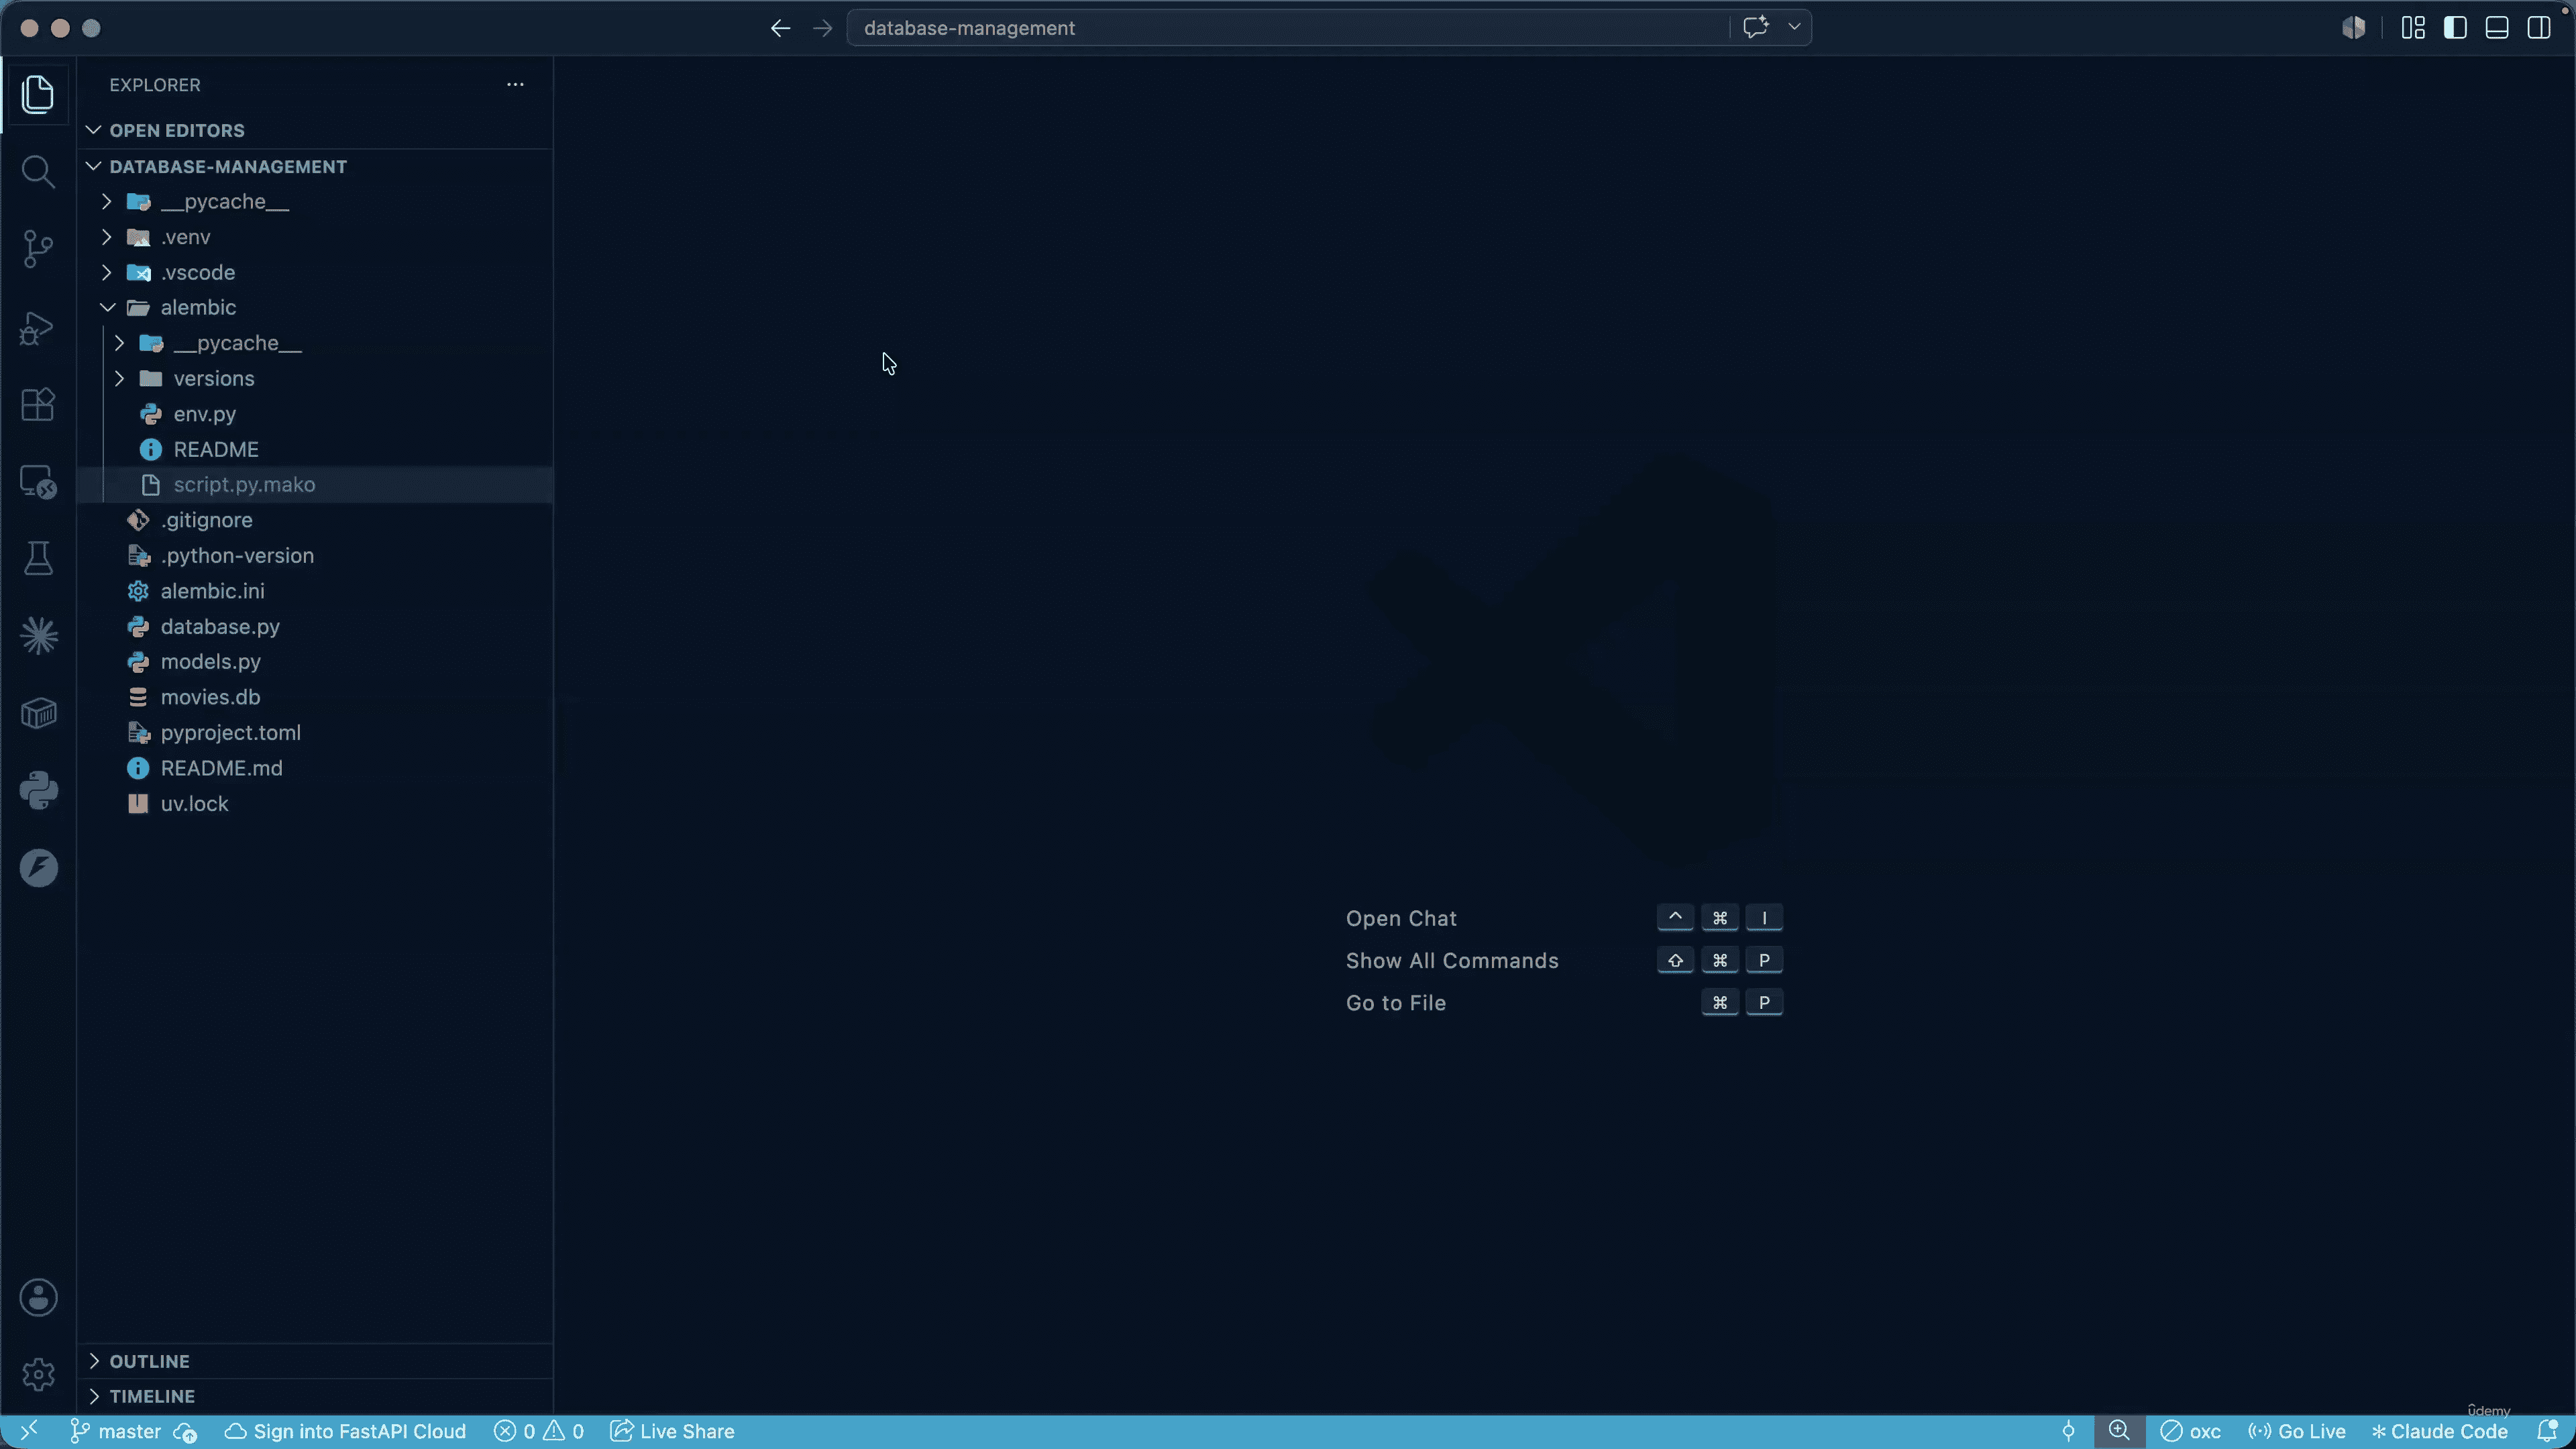 database-management
EXPLORER
OPEN EDITORS
DATABASE-MANAGEMENT
__pycache__
.venv
.vscode
alembic
__pycache__
versions
env.py
README
script.py.mako
.gitignore
.python-version
alembic.ini
database.py
models.py
movies.db
pyproject.toml
README.md
uv.lock
Open Chat ^ ⌘ I
Show All Commands ⇧ ⌘ P
Go to File ⌘ P
OUTLINE
TIMELINE
ûdemy
master Sign into FastAPI Cloud 0 0 Live Share oxc Go Live Claude Code